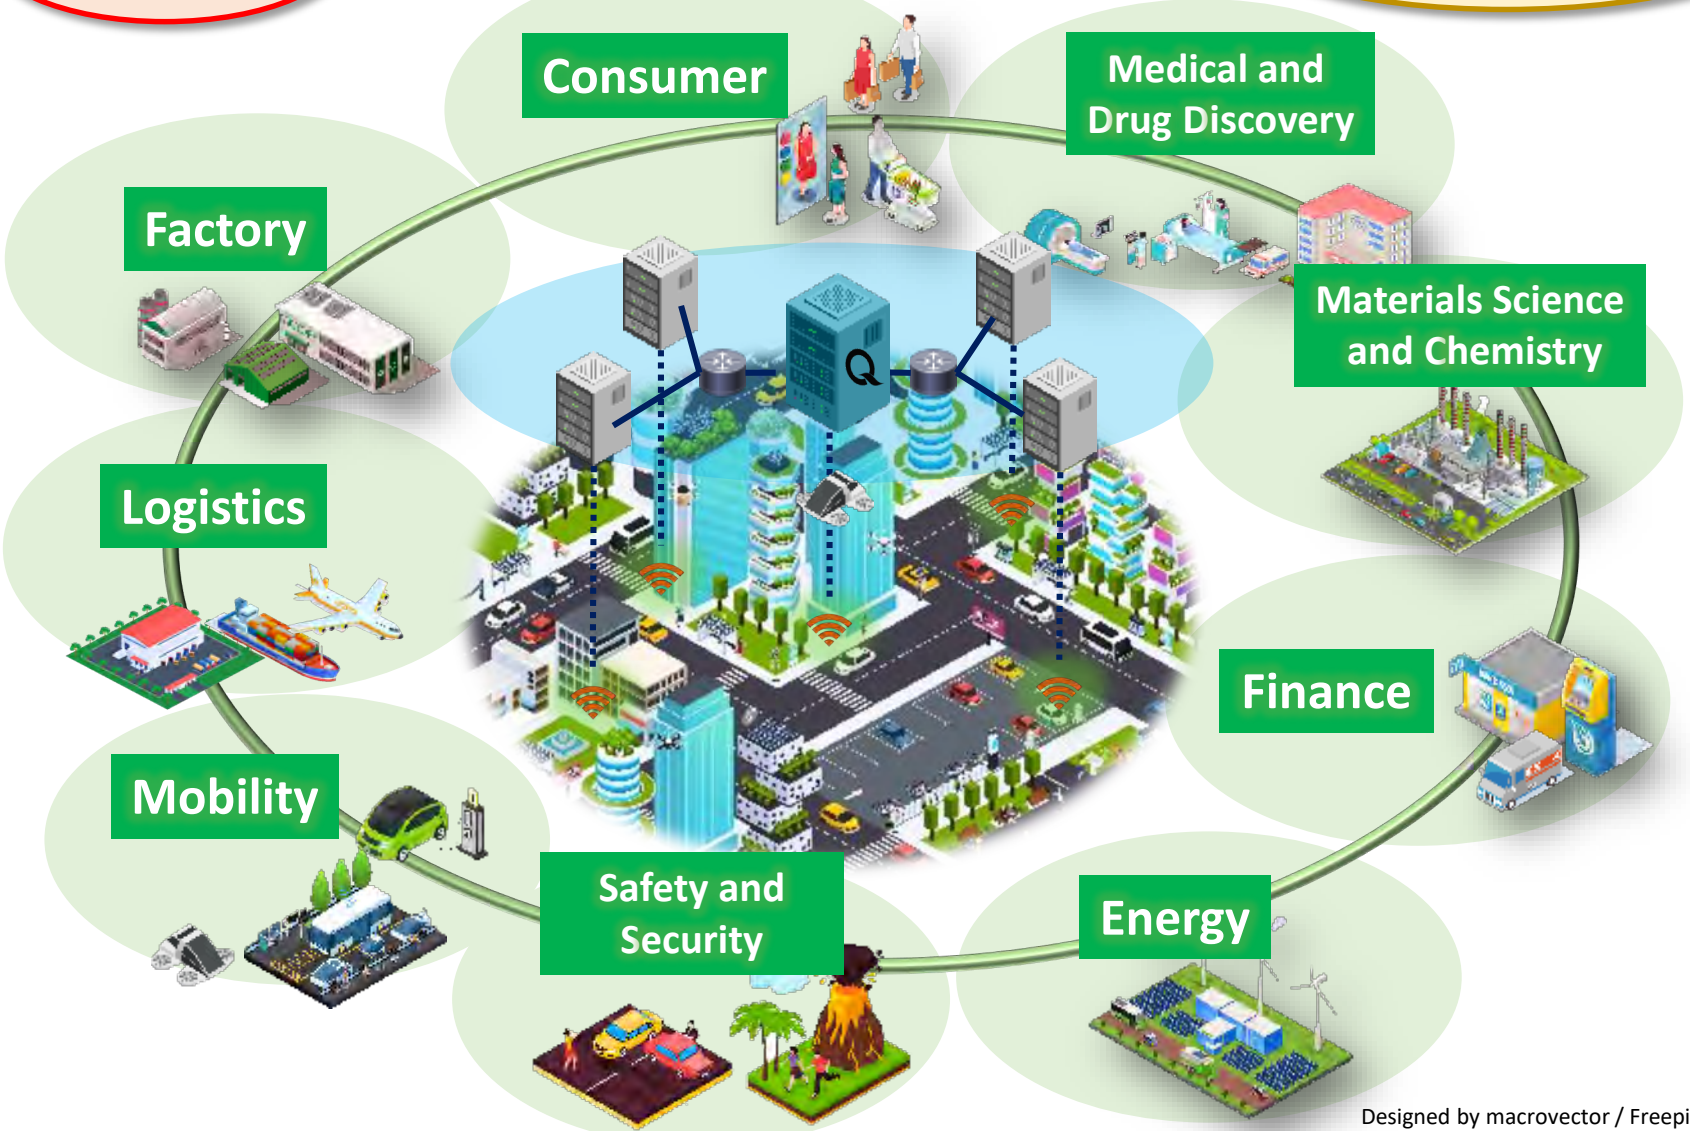 Consumer
Medical and
Drug Discovery
Factory
Materials Science
and Chemistry
Q
Logistics
Finance
Mobility
Safety and
Security
Energy
Designed by macrovector / Freepi